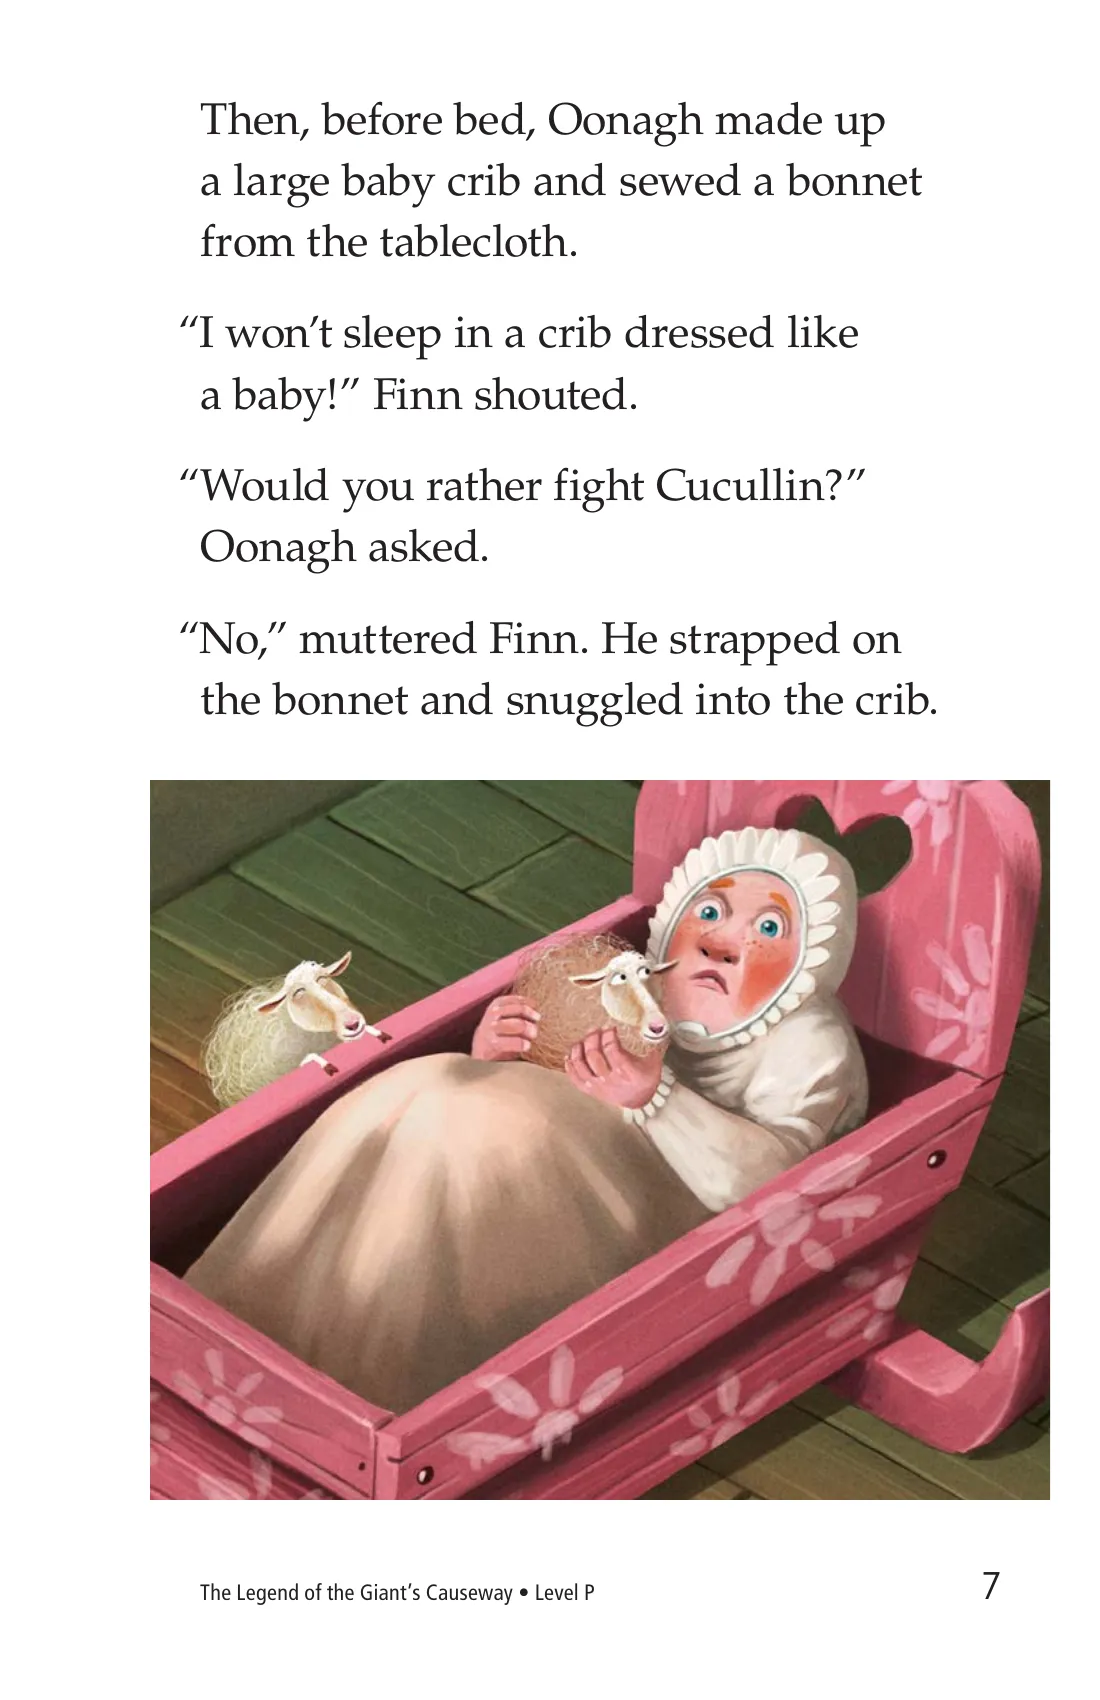 Then, before bed, Oonagh made up
a large baby crib and sewed a bonnet
from the tablecloth.
“I won’t sleep in a crib dressed like
a baby!” Finn shouted.
“Would you rather fight Cucullin?”
Oonagh asked.
“No,” muttered Finn. He strapped on
the bonnet and snuggled into the crib.
The Legend of the Giant’s Causeway • Level P
7